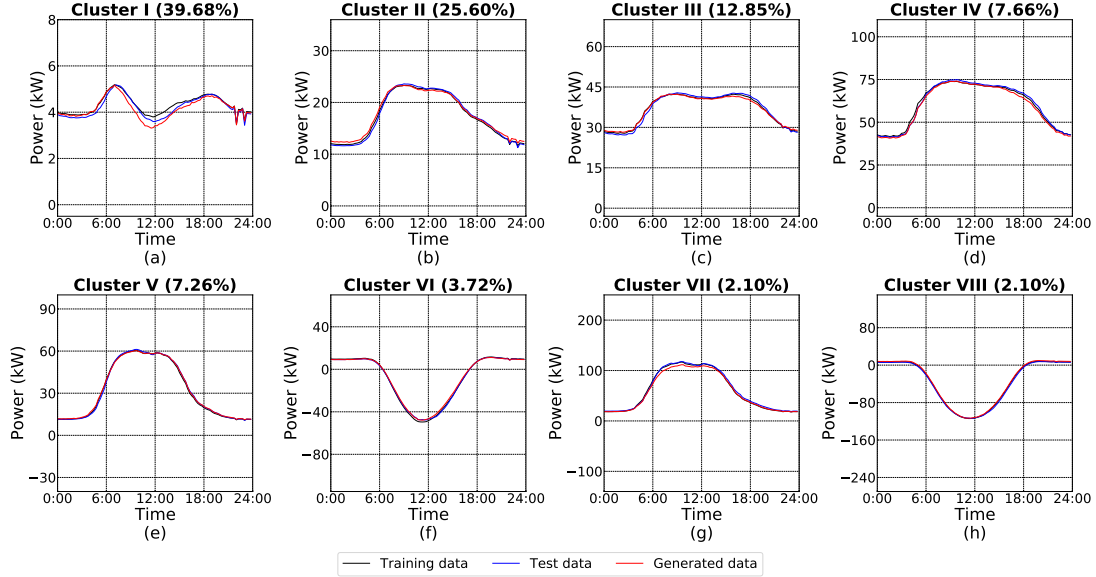 Cluster I (39.68%)
Power (kW)
8
6
4
2
0
0:00 6:00 12:00 18:00 24:00
Time
(a)
Cluster II (25.60%)
Power (kW)
30
20
10
0
0:00 6:00 12:00 18:00 24:00
Time
(b)
Cluster III (12.85%)
Power (kW)
60
45
30
15
0
0:00 6:00 12:00 18:00 24:00
Time
(c)
Cluster IV (7.66%)
Power (kW)
100
75
50
25
0
0:00 6:00 12:00 18:00 24:00
Time
(d)
Cluster V (7.26%)
Power (kW)
90
60
30
0
−30
0:00 6:00 12:00 18:00 24:00
Time
(e)
Cluster VI (3.72%)
Power (kW)
40
0
−40
−80
0:00 6:00 12:00 18:00 24:00
Time
(f)
Cluster VII (2.10%)
Power (kW)
200
100
0
−100
0:00 6:00 12:00 18:00 24:00
Time
(g)
Cluster VIII (2.10%)
Power (kW)
80
0
−80
−160
−240
0:00 6:00 12:00 18:00 24:00
Time
(h)
Training data Test data Generated data